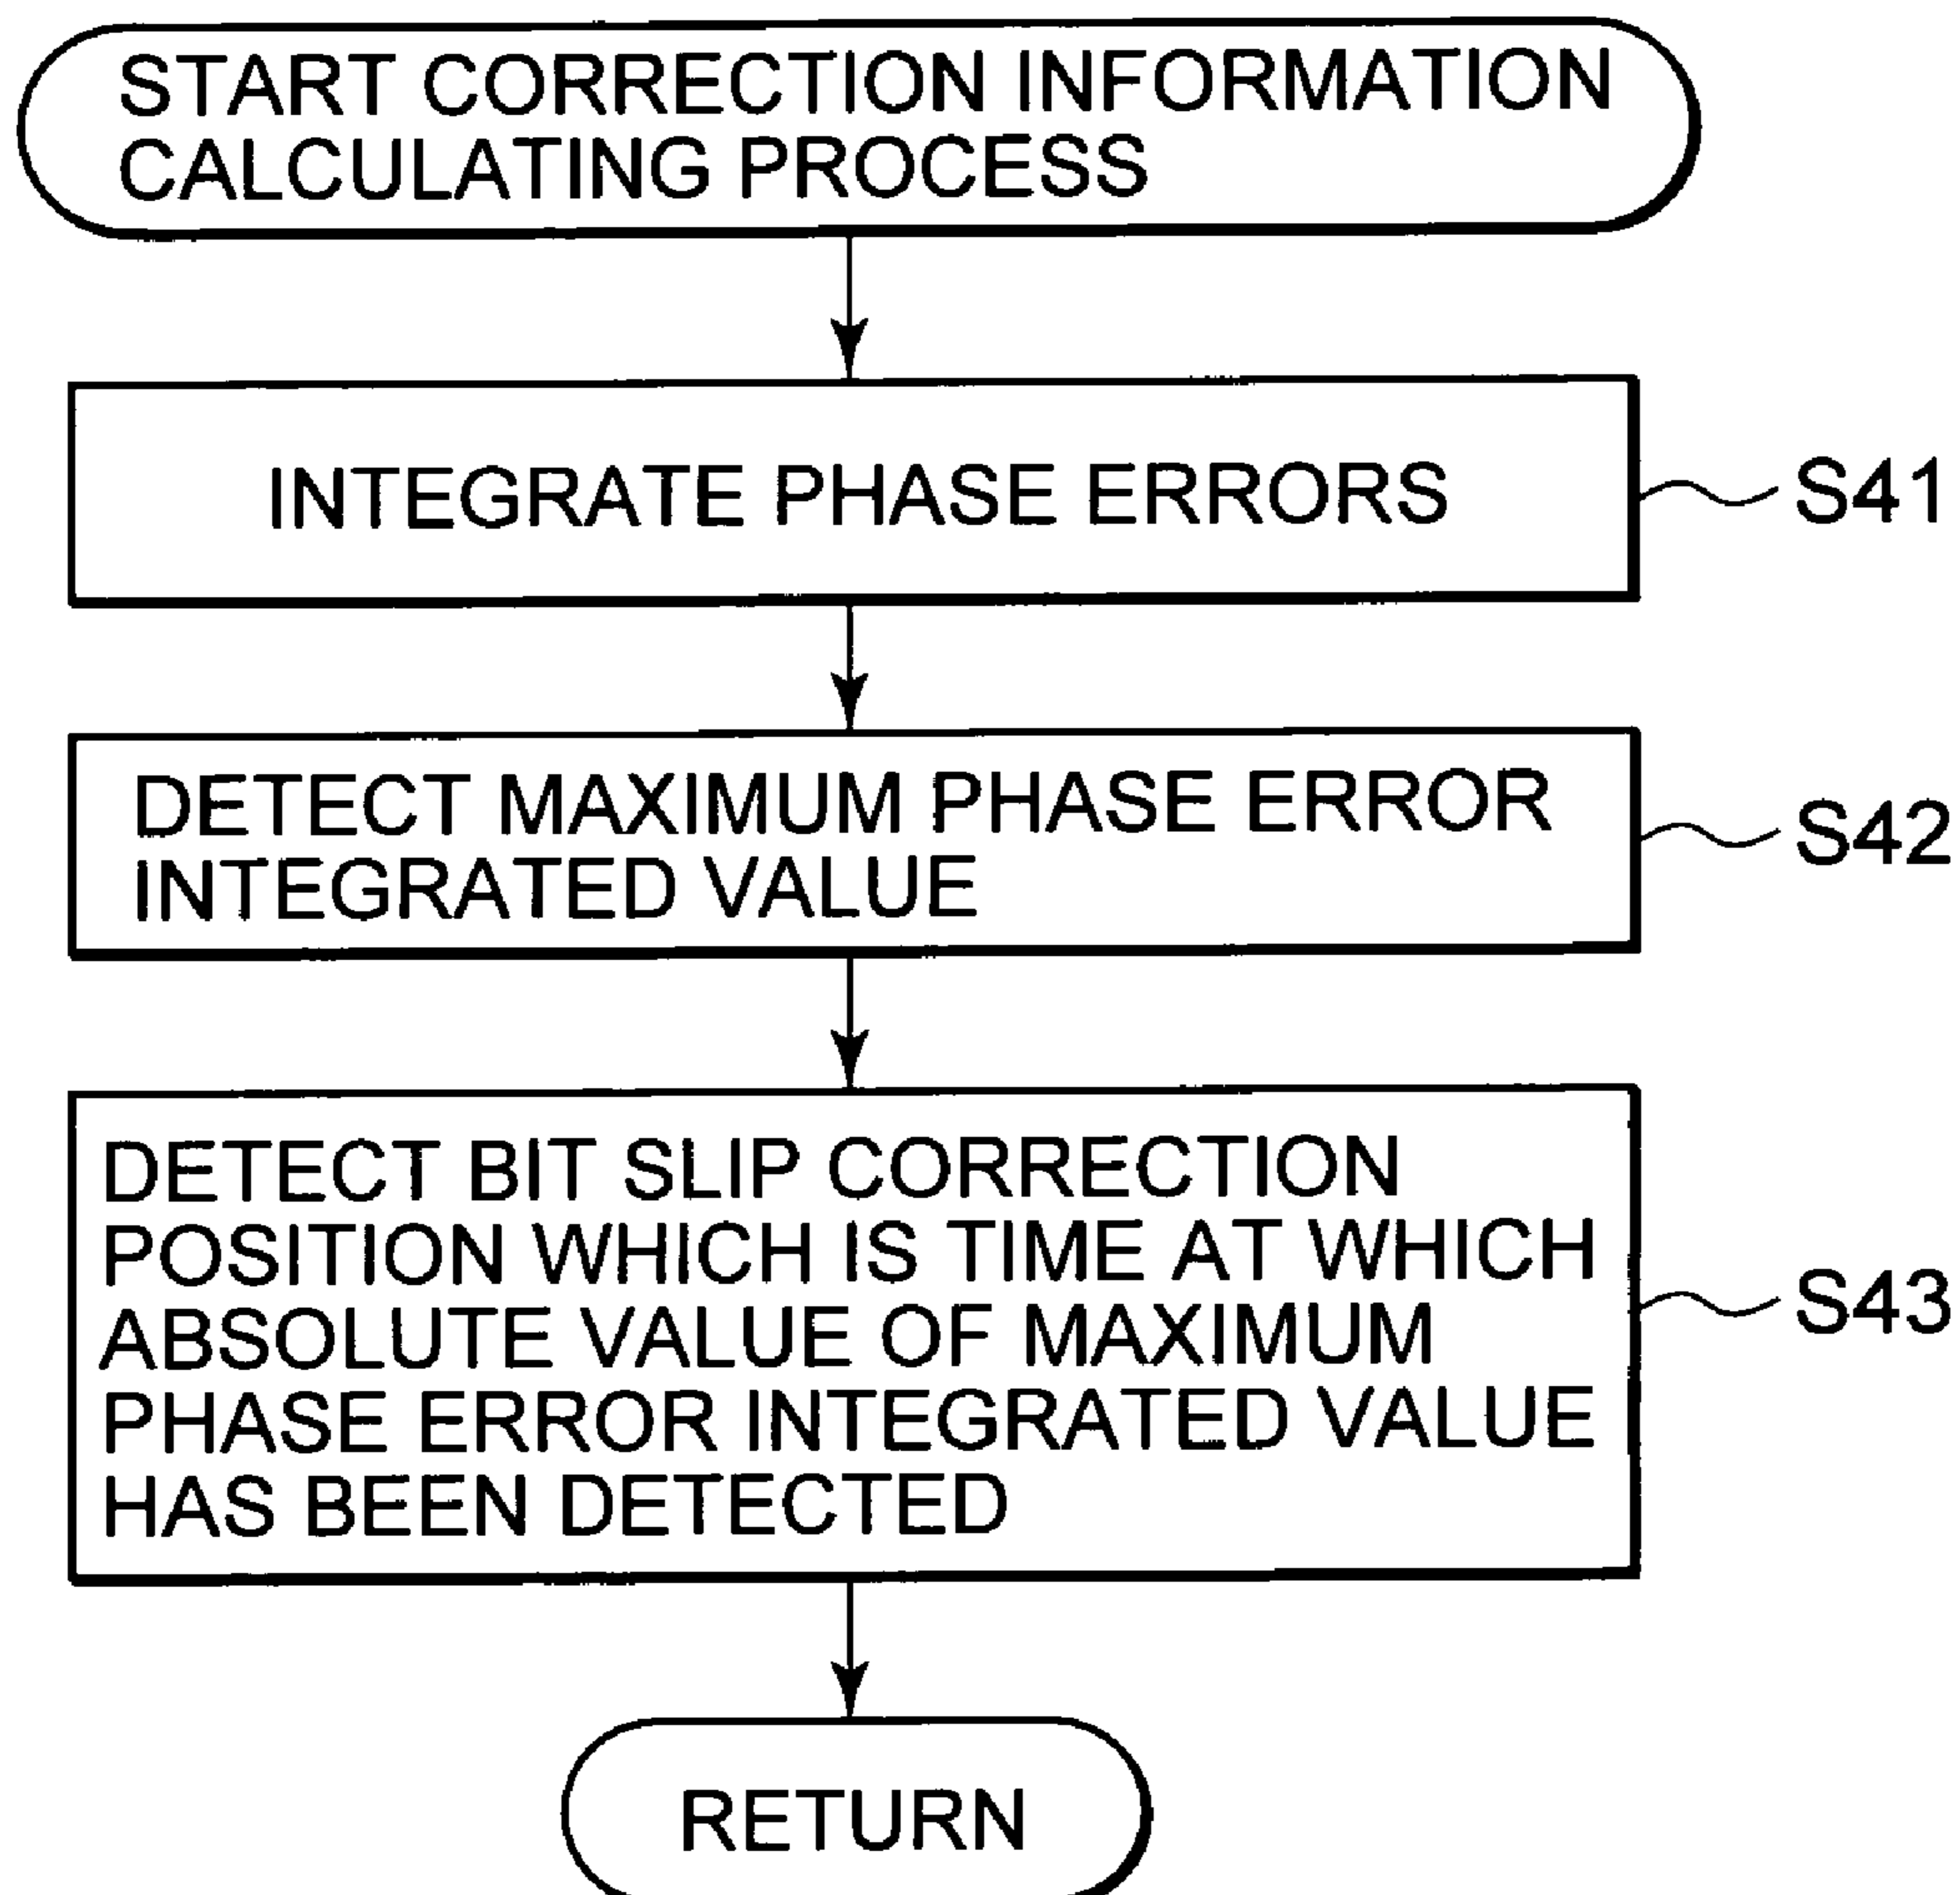 START CORRECTION INFORMATION
CALCULATING PROCESS
INTEGRATE PHASE ERRORS
S41
DETECT MAXIMUM PHASE ERROR
INTEGRATED VALUE
S42
DETECT BIT SLIP CORRECTION
POSITION WHICH IS TIME AT WHICH
ABSOLUTE VALUE OF MAXIMUM
PHASE ERROR INTEGRATED VALUE
HAS BEEN DETECTED
S43
RETURN